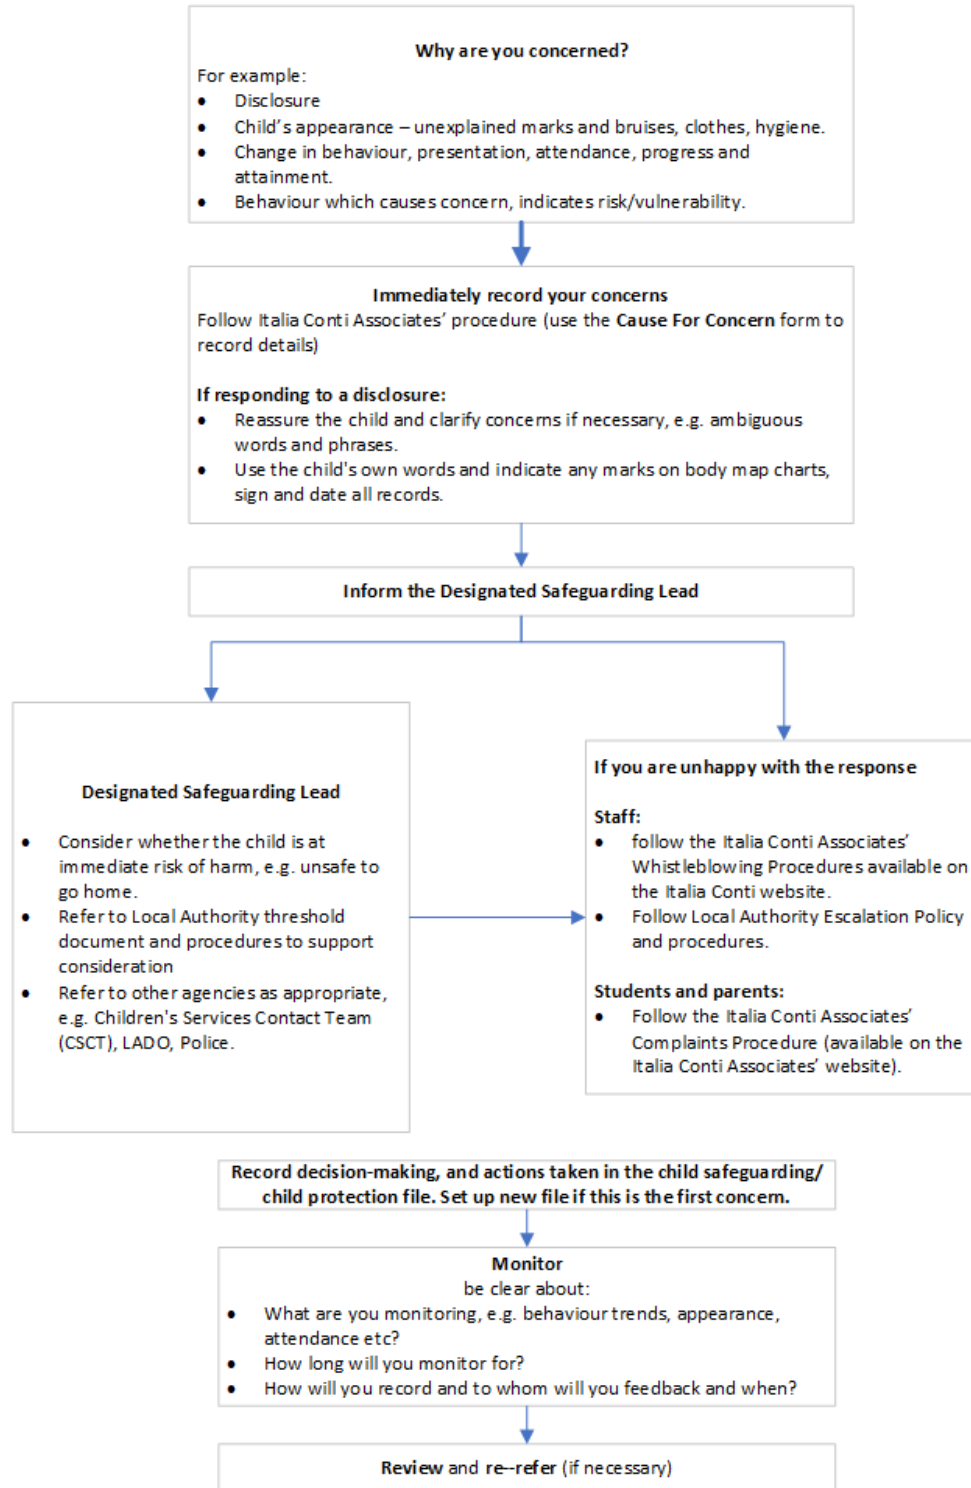 Why are you concerned?
For example:
• Disclosure
• Child's appearance – unexplained marks and bruises, clothes, hygiene.
• Change in behaviour, presentation, attendance, progress and
attainment.
• Behaviour which causes concern, indicates risk/vulnerability.
Immediately record your concerns
Follow Italia Conti Associates' procedure (use the Cause For Concern form to
record details)
If responding to a disclosure:
• Reassure the child and clarify concerns if necessary, e.g. ambiguous
words and phrases.
• Use the child's own words and indicate any marks on body map charts,
sign and date all records.
Inform the Designated Safeguarding Lead
Designated Safeguarding Lead
• Consider whether the child is at
immediate risk of harm, e.g. unsafe to
go home.
• Refer to Local Authority threshold
document and procedures to support
consideration
• Refer to other agencies as appropriate,
e.g. Children's Services Contact Team
(CSCT), LADO, Police.
If you are unhappy with the response
Staff:
• follow the Italia Conti Associates'
Whistleblowing Procedures available on
the Italia Conti website.
• Follow Local Authority Escalation Policy
and procedures.
Students and parents:
• Follow the Italia Conti Associates'
Complaints Procedure (available on the
Italia Conti Associates' website).
Record decision-making, and actions taken in the child safeguarding/
child protection file. Set up new file if this is the first concern.
Monitor
be clear about:
• What are you monitoring, e.g. behaviour trends, appearance,
attendance etc?
• How long will you monitor for?
• How will you record and to whom will you feedback and when?
Review and re--refer (if necessary)